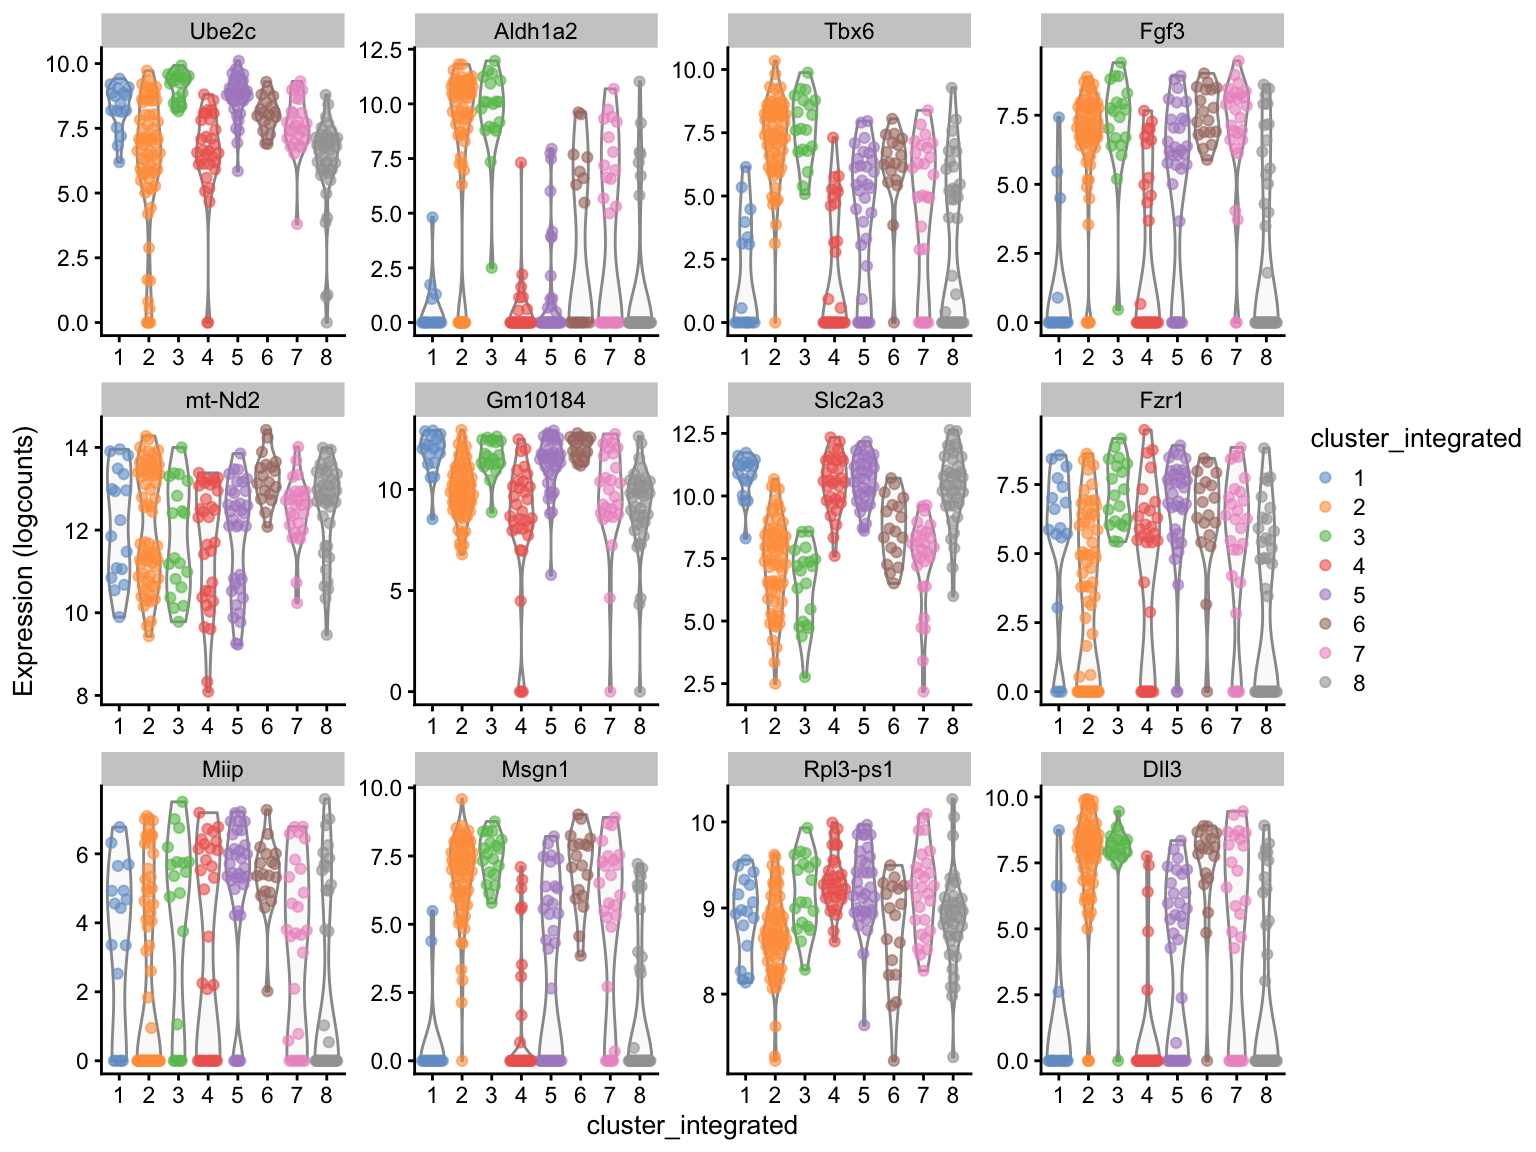 Ube2c Aldh1a2 Tbx6 Fgf3
10.0 7.5 5.0 2.5 0.0
12.5 10.0 7.5 5.0 2.5 0.0
10.0 7.5 5.0 2.5 0.0
7.5 5.0 2.5 0.0
1 2 3 4 5 6 7 8 1 2 3 4 5 6 7 8 1 2 3 4 5 6 7 8 1 2 3 4 5 6 7 8
Expression (logcounts)
mt-Nd2 Gm10184 Slc2a3 Fzr1
14 12 10 8
10 5 0
12.5 10.0 7.5 5.0 2.5
7.5 5.0 2.5 0.0
1 2 3 4 5 6 7 8 1 2 3 4 5 6 7 8 1 2 3 4 5 6 7 8 1 2 3 4 5 6 7 8
Miip Msgn1 Rpl3-ps1 Dll3
6 4 2 0
10.0 7.5 5.0 2.5 0.0
10 9 8
10.0 7.5 5.0 2.5 0.0
1 2 3 4 5 6 7 8 1 2 3 4 5 6 7 8 1 2 3 4 5 6 7 8 1 2 3 4 5 6 7 8
cluster_integrated
cluster_integrated
1
2
3
4
5
6
7
8